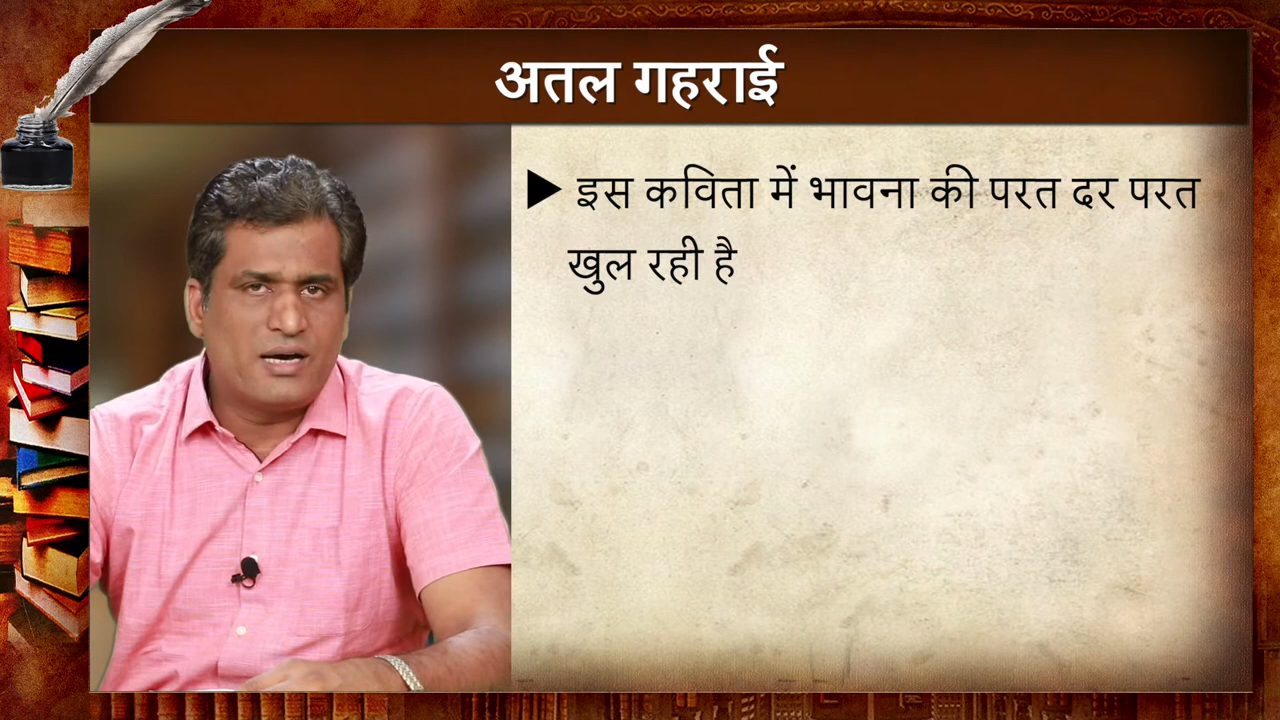 अतल गहराई
▶ इस कविता में भावना की परत दर परत
खुल रही है